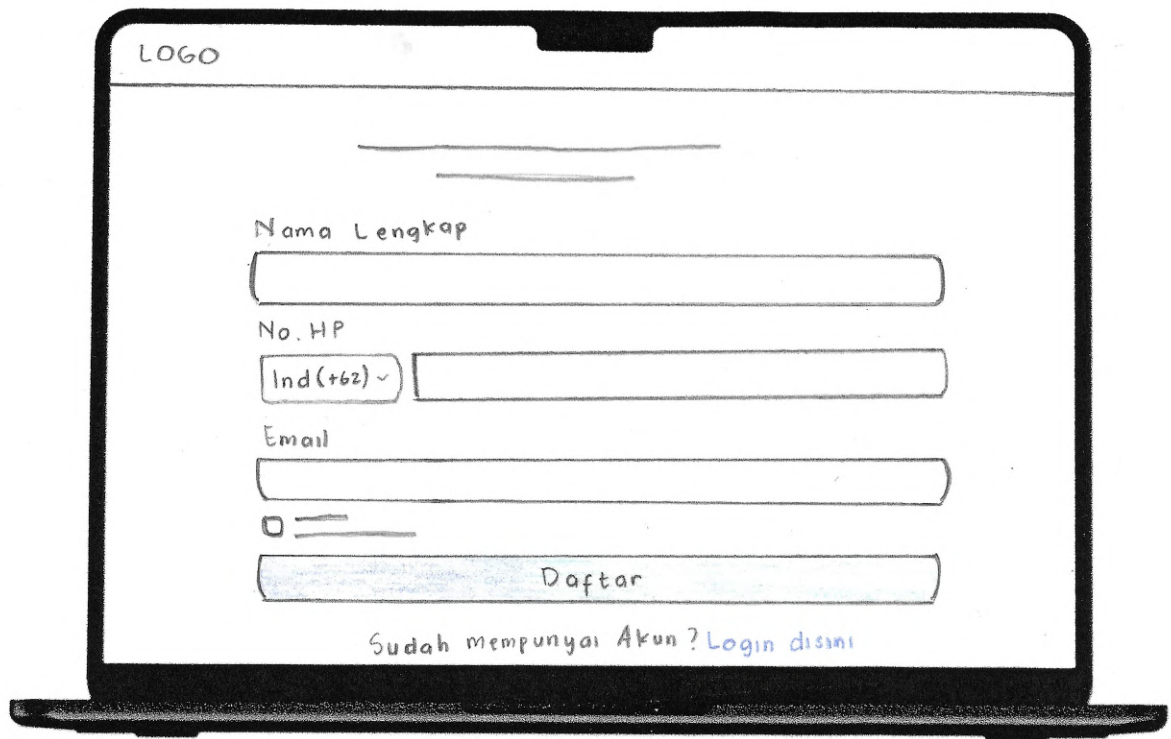 LOGO
Nama Lengkap
No. HP
Ind (+62)
Email
Daftar
Sudah mempunyai Akun? Login disini